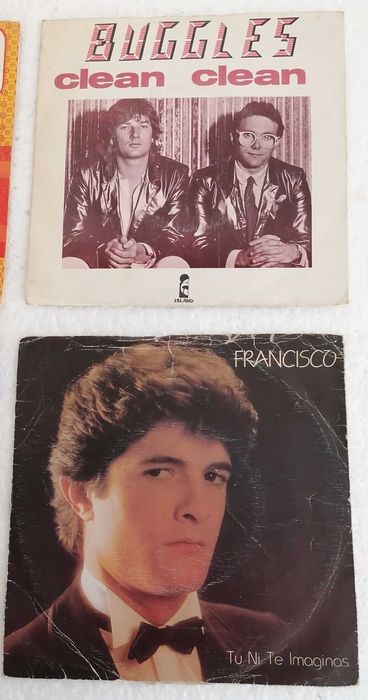 BUGGLES
clean clean
ISLAND
FRANCISCO
Tu Ni Te Imaginas